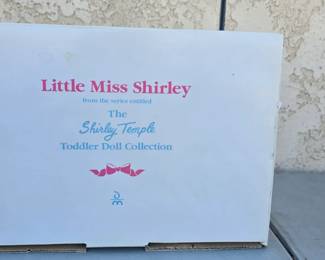 Little Miss Shirley
from the series entitled
The
Shirley Temple
Toddler Doll Collection